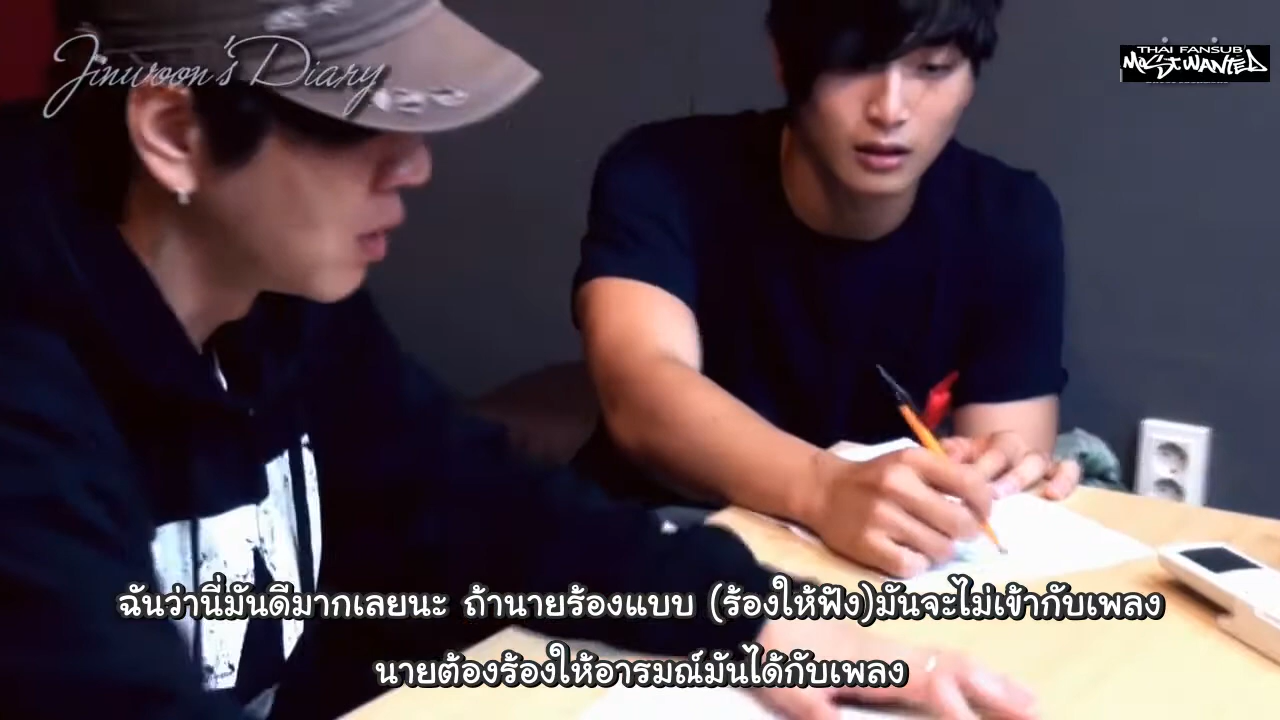 Jinwoon's Diary
THAI FANSUB
MOST WANTED
ฉันว่านี่มันดีมากเลยนะ ถ้านายร้องแบบ (ร้องให้ฟัง)มันจะไม่เข้ากับเพลง
นายต้องร้องให้อารมณ์มันได้กับเพลง